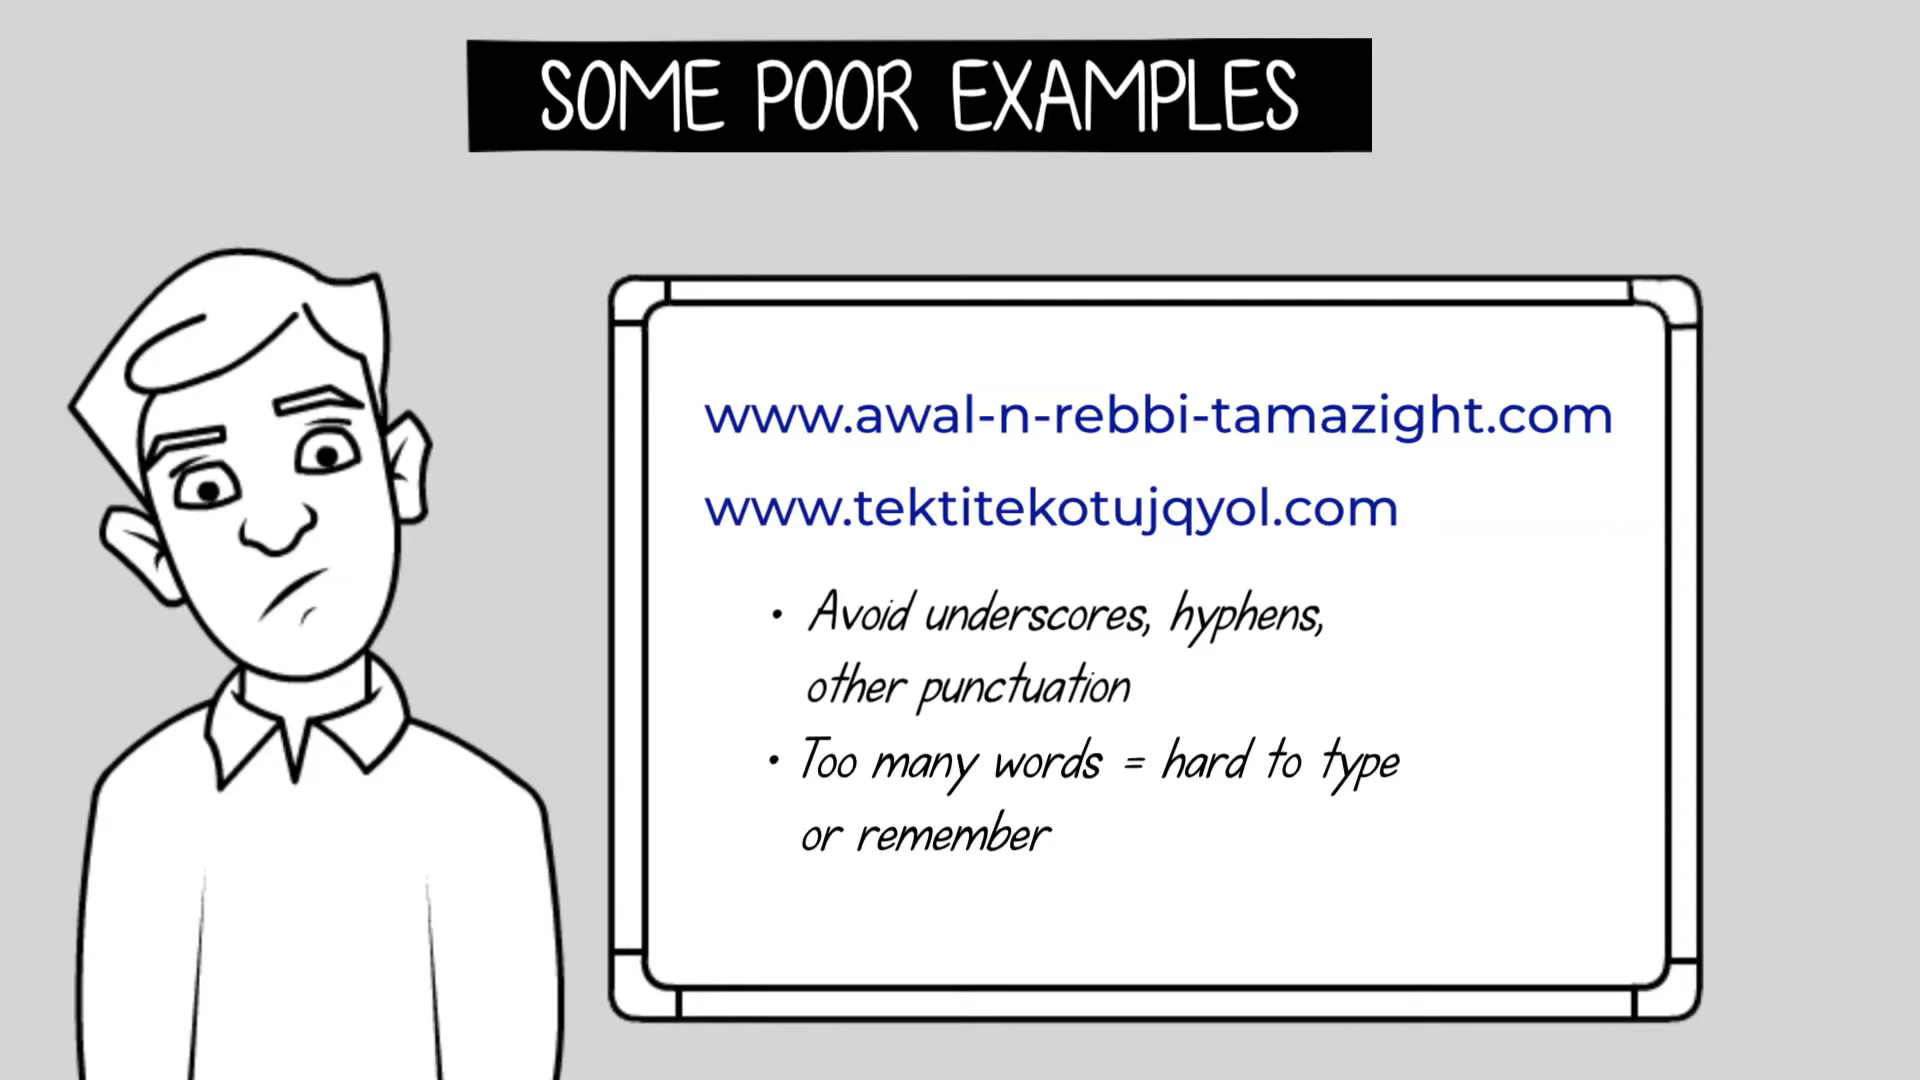 SOME POOR EXAMPLES
www.awal-n-rebbi-tamazight.com
www.tektitekotujqyol.com
• Avoid underscores, hyphens,
other punctuation
• Too many words = hard to type
or remember